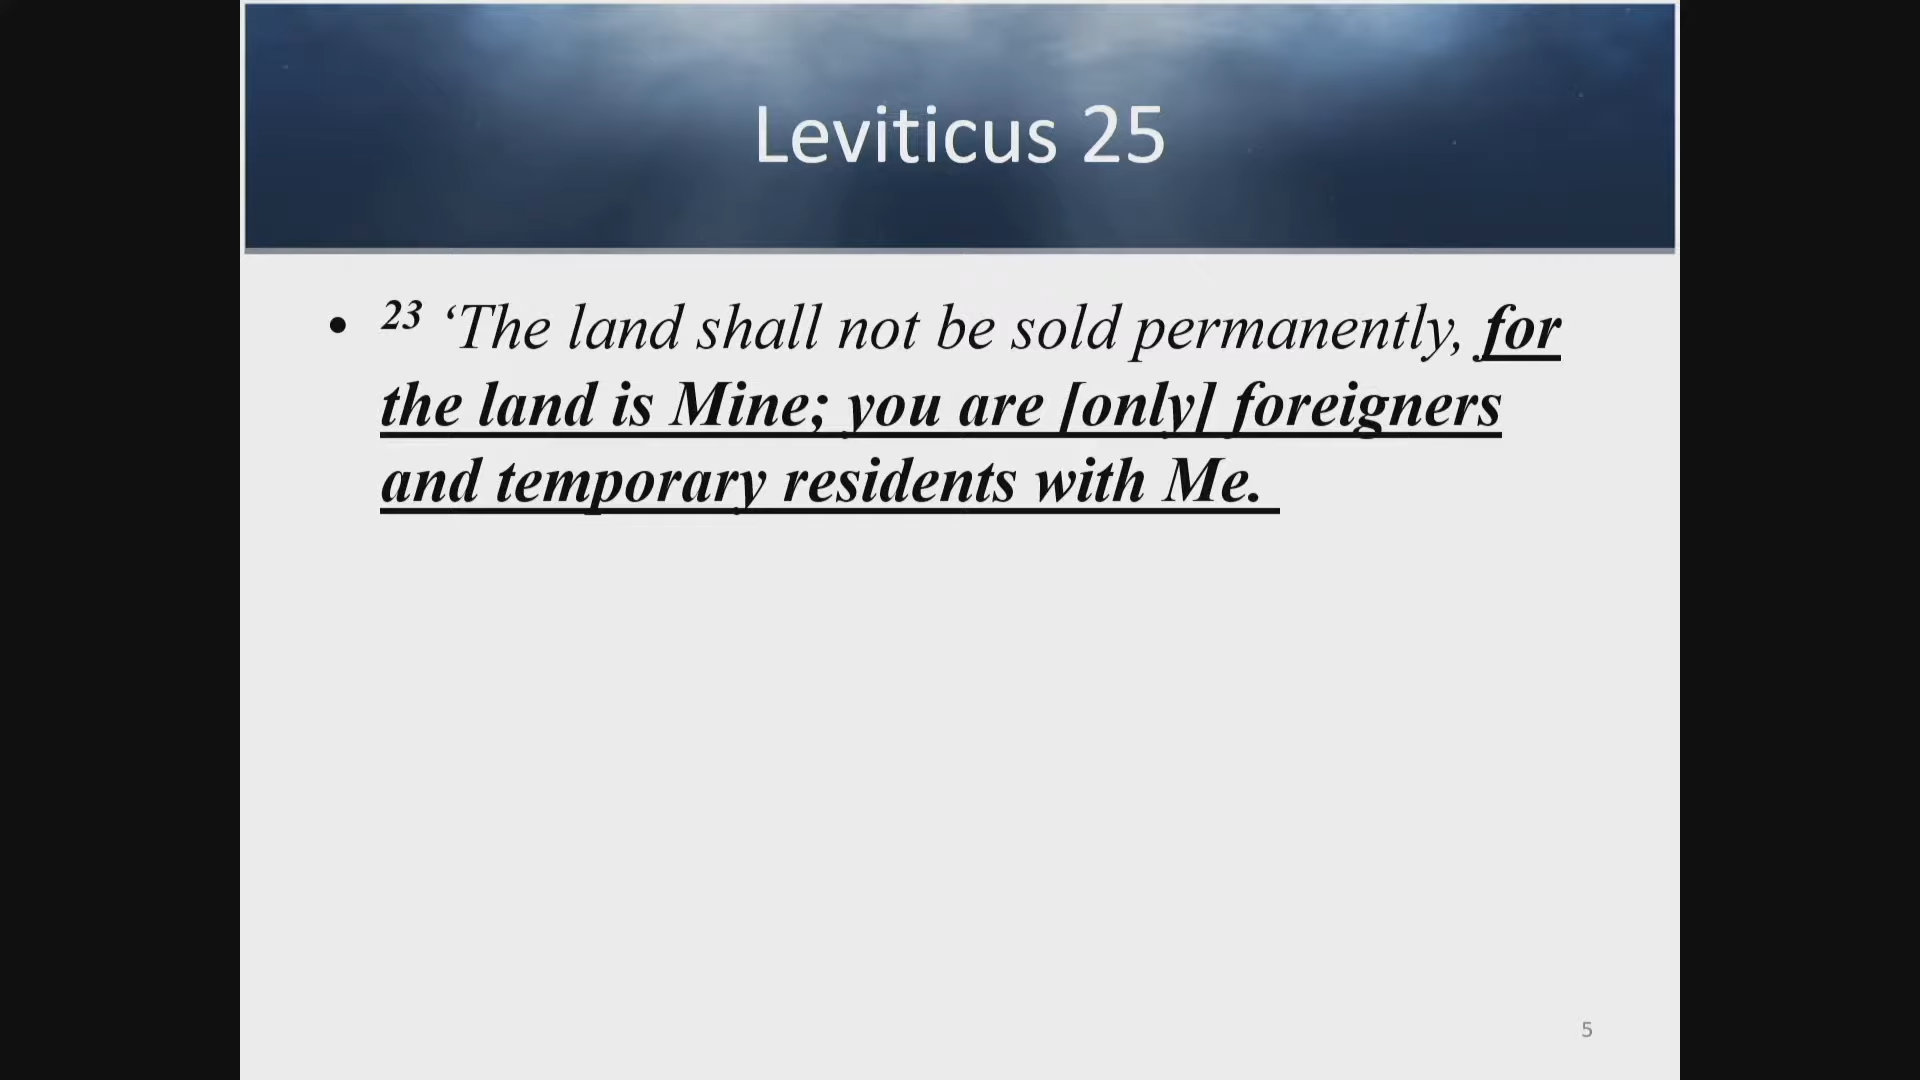 Leviticus 25
• 23 ‘The land shall not be sold permanently, for
the land is Mine; you are [only] foreigners
and temporary residents with Me.
5